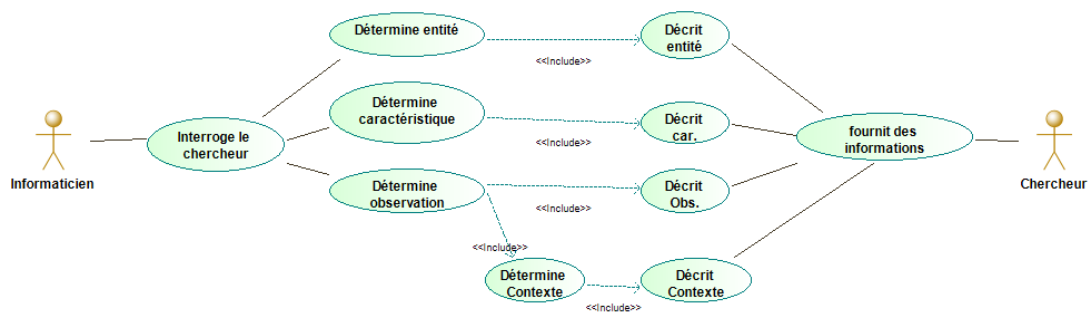 Détermine entité
Décrit
entité
<<Include>>
Détermine
caractéristique
Décrit
car.
<<Include>>
Interroge le
chercheur
fournit des
informations
Informaticien
Chercheur
Détermine
observation
Décrit
Obs.
<<Include>>
<<Include>>
Détermine
Contexte
Décrit
Contexte
<<Include>>